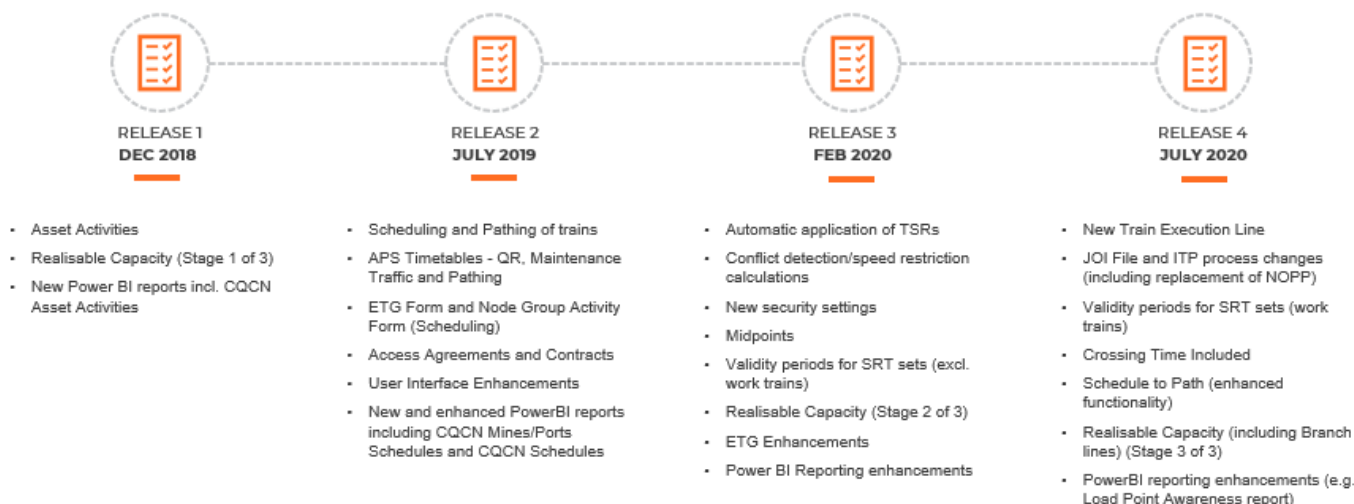 RELEASE 1
DEC 2018
Asset Activities
Realisable Capacity (Stage 1 of 3)
New Power BI reports incl. CQCN
Asset Activities
RELEASE 2
JULY 2019
Scheduling and Pathing of trains
APS Timetables - QR, Maintenance
Traffic and Pathing
ETG Form and Node Group Activity
Form (Scheduling)
Access Agreements and Contracts
User Interface Enhancements
New and enhanced PowerBI reports
including CQCN Mines/Ports
Schedules and CQCN Schedules
RELEASE 3
FEB 2020
Automatic application of TSRs
Conflict detection/speed restriction
calculations
New security settings
Midpoints
Validity periods for SRT sets (excl.
work trains)
Realisable Capacity (Stage 2 of 3)
ETG Enhancements
Power BI Reporting enhancements
RELEASE 4
JULY 2020
New Train Execution Line
JOI File and ITP process changes
(including replacement of NOPP)
Validity periods for SRT sets (work
trains)
Crossing Time Included
Schedule to Path (enhanced
functionality)
Realisable Capacity (including Branch
lines) (Stage 3 of 3)
PowerBI reporting enhancements (e.g.
Load Point Awareness report)